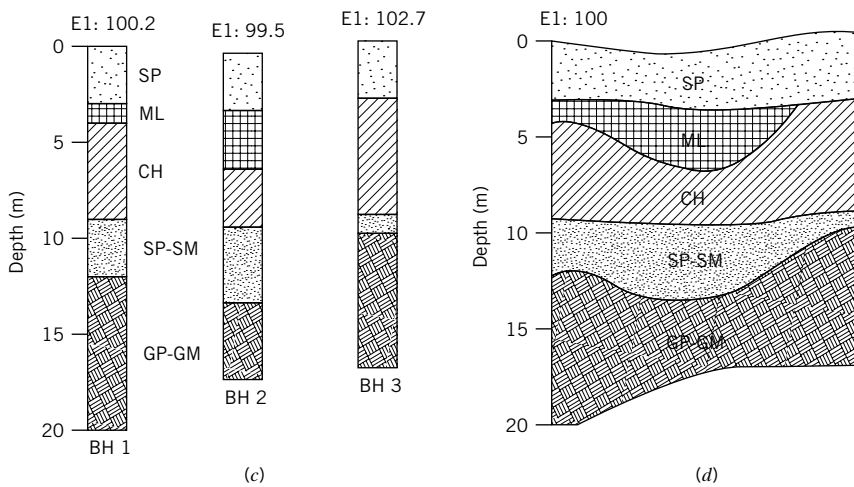 E1: 100.2
E1: 99.5
E1: 102.7
0
5
10
15
20
Depth (m)
SP
ML
CH
SP-SM
GP-GM
BH 1
BH 2
BH 3
(c)
E1: 100
0
5
10
15
20
Depth (m)
SP
ML
CH
SP-SM
GP-GM
(d)